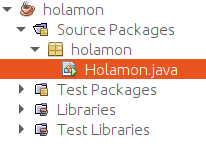 holamon
Source Packages
holamon
Holamon.java
Test Packages
Libraries
Test Libraries